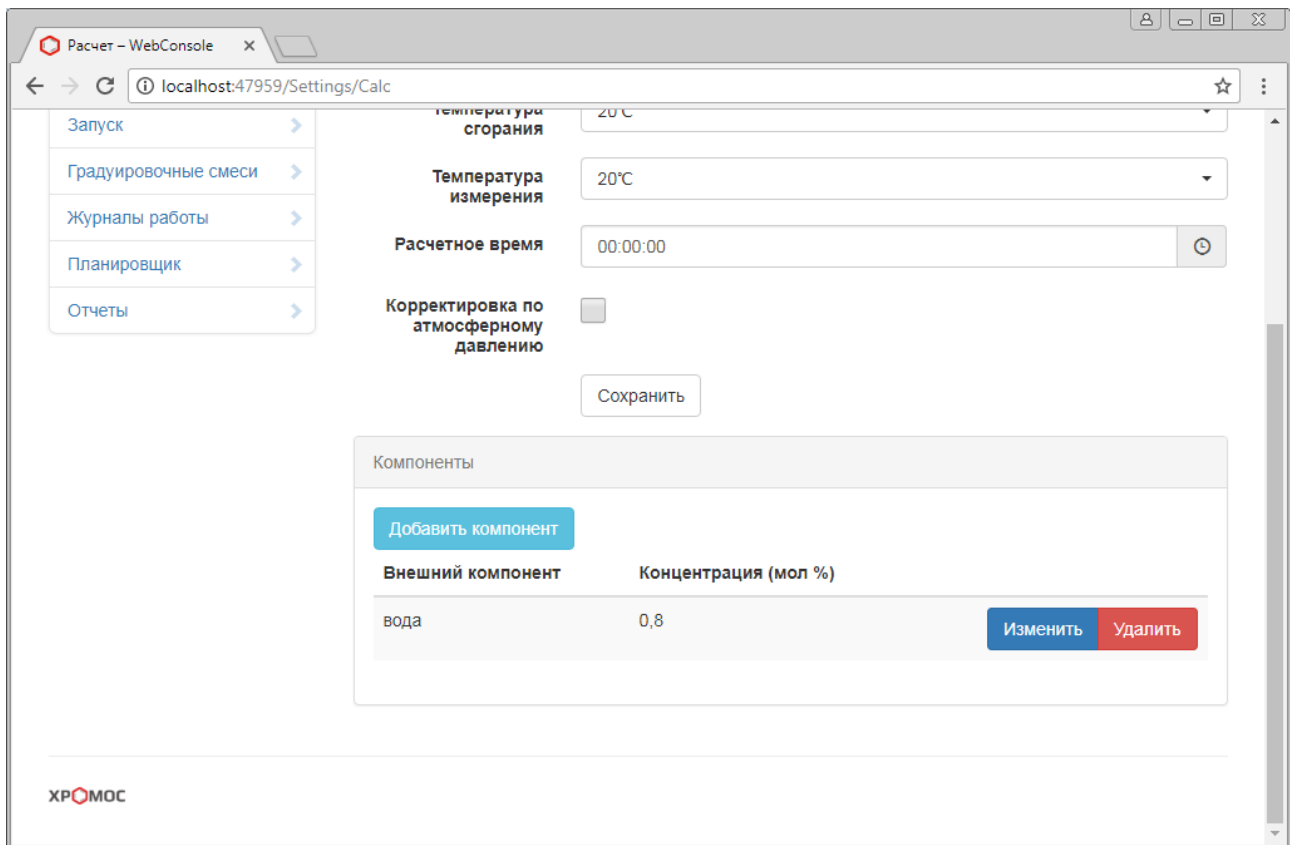 Расчет – WebConsole
localhost:47959/Settings/Calc
Запуск
Градуировочные смеси
Журналы работы
Планировщик
Отчеты
Температура
сгорания
20°C
Температура
измерения
20°C
Расчетное время
00:00:00
Корректировка по
атмосферному
давлению
Сохранить
Компоненты
Добавить компонент
Внешний компонент Концентрация (мол %)
вода 0,8 Изменить Удалить
ХРОМОС